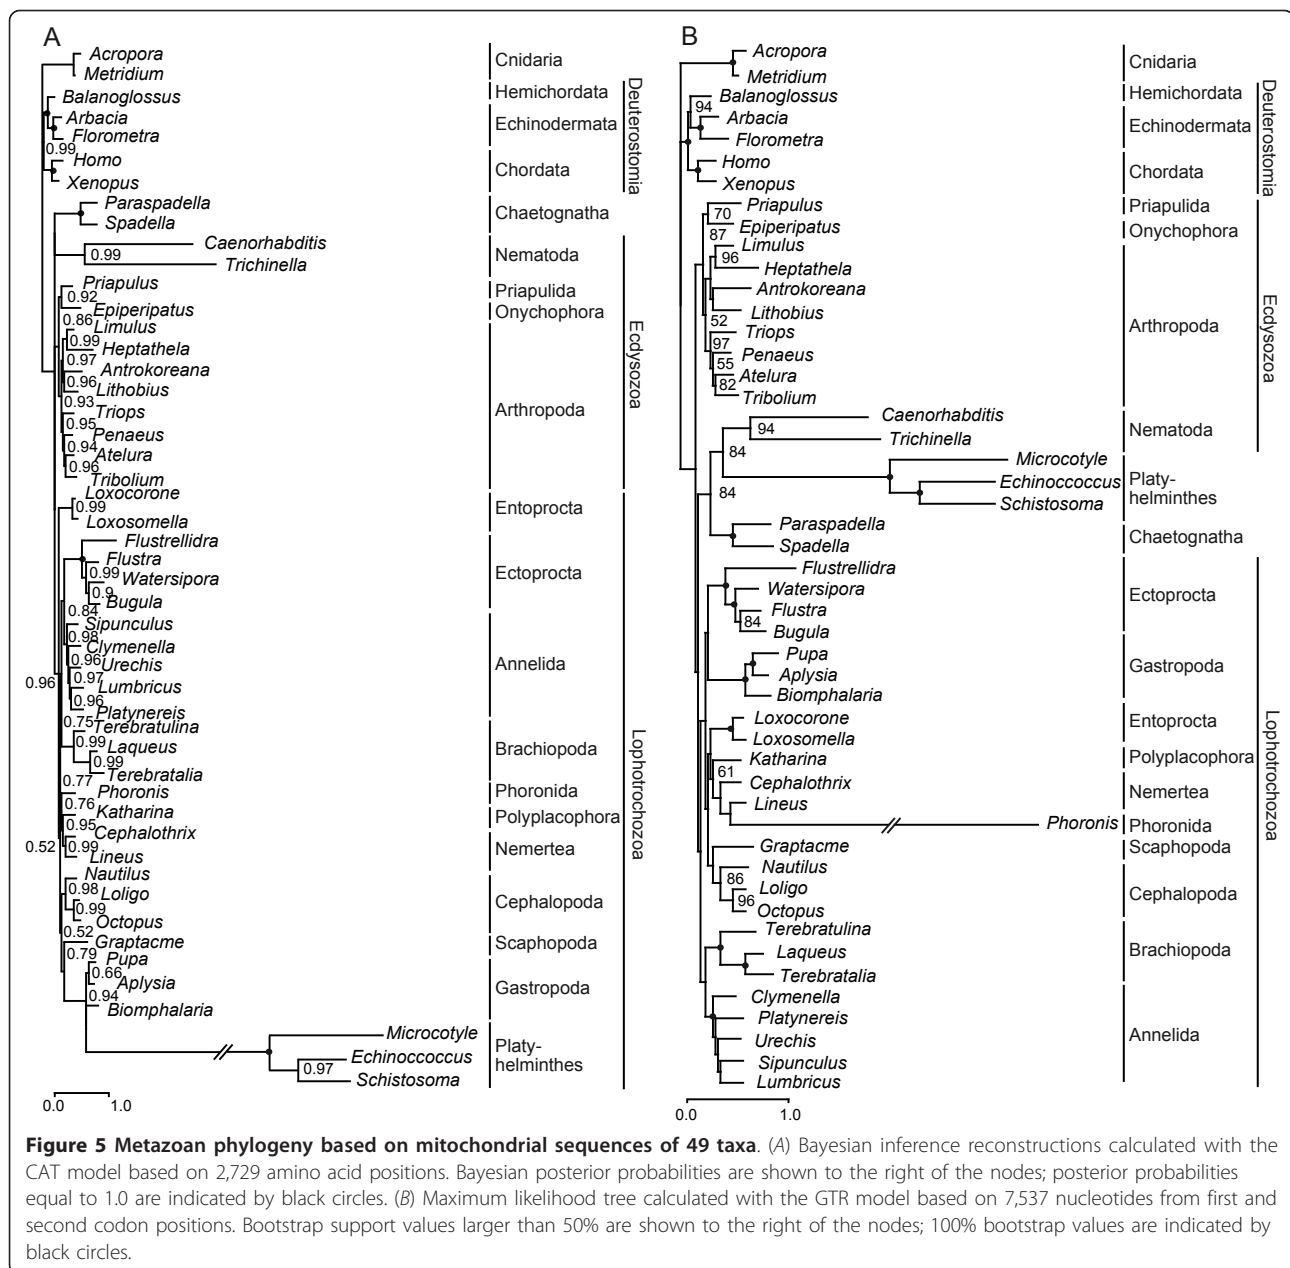 A
Acropora
Metridium
Cnidaria
Balanoglossus
Hemichordata
Arbacia
Florometra
Echinodermata
0.99
Homo
Xenopus
Chordata
Deuterostomia
Paraspadella
Spadella
Chaetognatha
Caenorhabditis
0.99
Trichinella
Nematoda
Priapulus
0.92
Priapulida
Epiperipatus
Onychophora
0.86
Limulus
0.99
Heptathela
0.97
Antrokoreana
0.96
Lithobius
0.93
Triops
0.95
Penaeus
0.94
Atelura
0.96
Tribolium
Arthropoda
Ecdysozoa
Loxocorone
0.99
Loxosomella
Entoprocta
Flustrellidra
Flustra
0.99
Watersipora
0.9
Bugula
Ectoprocta
0.84
Sipunculus
0.98
Clymenella
0.96
Urechis
0.97
Lumbricus
0.96
Platynereis
Annelida
0.96
0.75
Terebratulina
0.99
Laqueus
0.99
Terebratalia
Brachiopoda
0.77
Phoronis
Phoronida
0.76
Katharina
Polyplacophora
0.95
Cephalothrix
0.99
Lineus
Nemertea
0.52
Nautilus
0.98
Loligo
0.99
Octopus
Cephalopoda
0.52
Graptacme
Scaphopoda
0.79
Pupa
0.66
Aplysia
0.94
Biomphalaria
Gastropoda
Microcotyle
Echinoccoccus
0.97
Schistosoma
Platy-
helminthes
Lophotrochozoa
0.0 1.0
B
Acropora
Metridium
Cnidaria
Balanoglossus
Hemichordata
94
Arbacia
Florometra
Echinodermata
Homo
Xenopus
Chordata
Deuterostomia
Priapulus
Priapulida
70
Epiperipatus
Onychophora
87
Limulus
96
Heptathela
Antrokoreana
Lithobius
52
Triops
97
Penaeus
55
Atelura
82
Tribolium
Arthropoda
Caenorhabditis
94
Trichinella
Nematoda
Ecdysozoa
84
Microcotyle
Echinoccoccus
Schistosoma
Platy-
helminthes
84
Paraspadella
Spadella
Chaetognatha
Flustrellidra
Watersipora
Flustra
84
Bugula
Ectoprocta
Pupa
Aplysia
Biomphalaria
Gastropoda
Loxocorone
Loxosomella
Entoprocta
Katharina
Polyplacophora
61
Cephalothrix
Lineus
Nemertea
Phoronis
Phoronida
Graptacme
Scaphopoda
Nautilus
86
Loligo
96
Octopus
Cephalopoda
Terebratulina
Laqueus
Terebratalia
Brachiopoda
Clymenella
Platynereis
Urechis
Sipunculus
Lumbricus
Annelida
Lophotrochozoa
0.0 1.0
Figure 5 Metazoan phylogeny based on mitochondrial sequences of 49 taxa. (A) Bayesian inference reconstructions calculated with the
CAT model based on 2,729 amino acid positions. Bayesian posterior probabilities are shown to the right of the nodes; posterior probabilities
equal to 1.0 are indicated by black circles. (B) Maximum likelihood tree calculated with the GTR model based on 7,537 nucleotides from first and
second codon positions. Bootstrap support values larger than 50% are shown to the right of the nodes; 100% bootstrap values are indicated by
black circles.